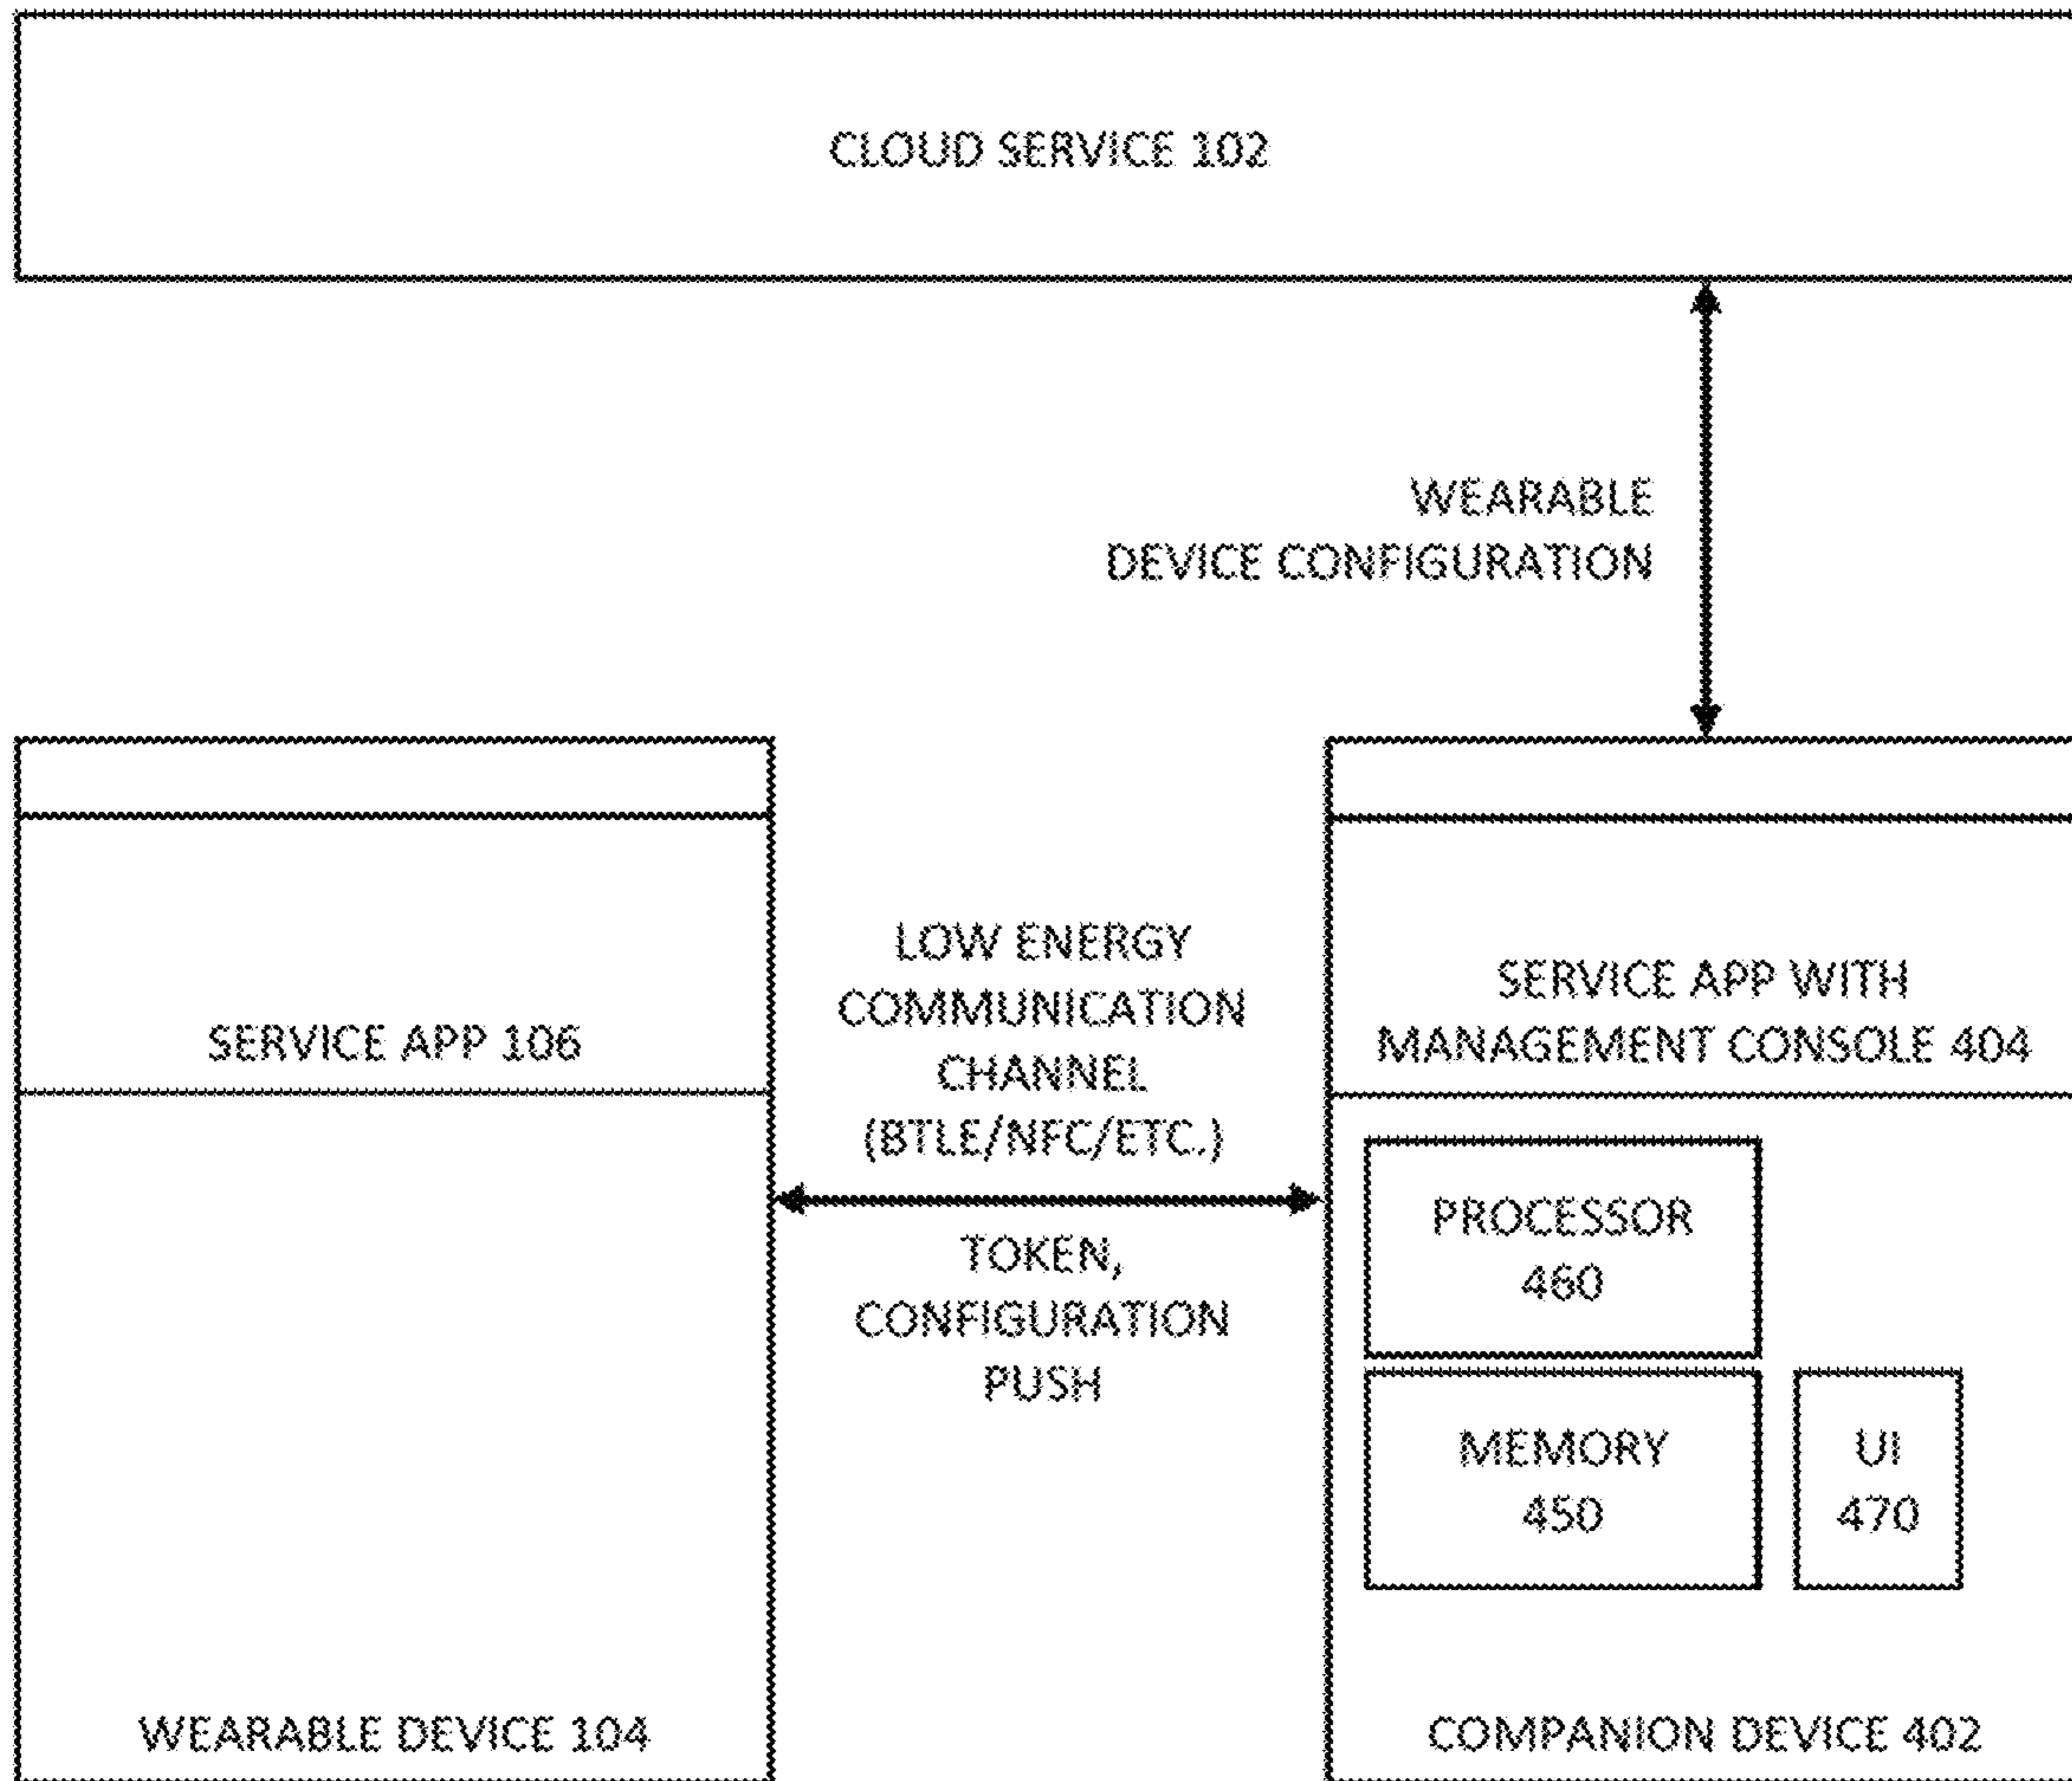 CLOUD SERVICE 102
WEARABLE
DEVICE CONFIGURATION
SERVICE APP 106
LOW ENERGY
COMMUNICATION
CHANNEL
(BTLE/NFC/ETC.)
TOKEN,
CONFIGURATION
PUSH
WEARABLE DEVICE 104
SERVICE APP WITH
MANAGEMENT CONSOLE 404
PROCESSOR
460
MEMORY
450
UI
470
COMPANION DEVICE 402